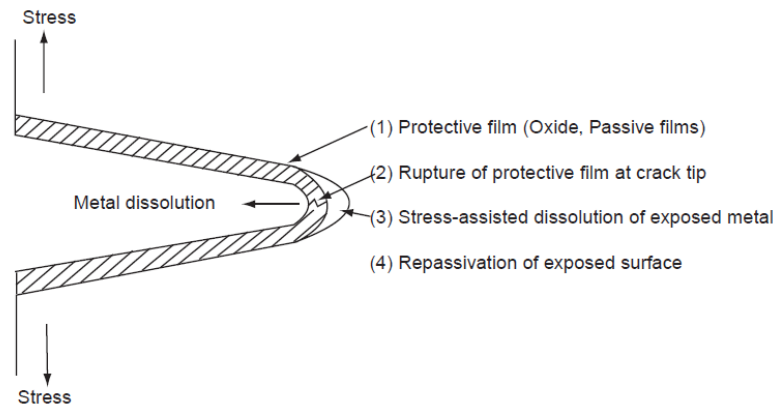 Stress
(1) Protective film (Oxide, Passive films)
(2) Rupture of protective film at crack tip
Metal dissolution
(3) Stress-assisted dissolution of exposed metal
(4) Repassivation of exposed surface
Stress